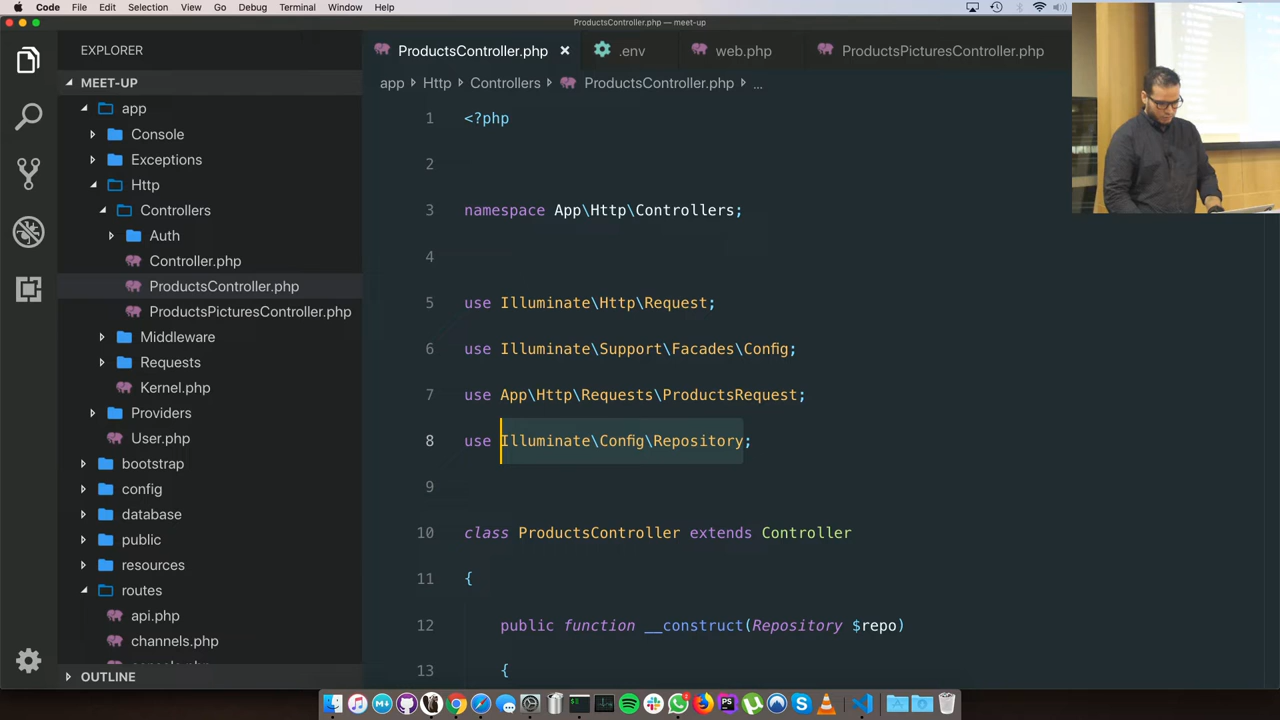 Code File Edit Selection View Go Debug Terminal Window Help
ProductsController.php — meet-up
EXPLORER
MEET-UP
app
Console
Exceptions
Http
Controllers
Auth
Controller.php
ProductsController.php
ProductsPicturesController.php
Middleware
Requests
Kernel.php
Providers
User.php
bootstrap
config
database
public
resources
routes
api.php
channels.php
OUTLINE
ProductsController.php .env web.php ProductsPicturesController.php
app Http Controllers ProductsController.php ...
1 <?php
2
3 namespace App\Http\Controllers;
4
5 use Illuminate\Http\Request;
6 use Illuminate\Support\Facades\Config;
7 use App\Http\Requests\ProductsRequest;
8 use Illuminate\Config\Repository;
9
10 class ProductsController extends Controller
11 {
12 public function __construct(Repository $repo)
13 {